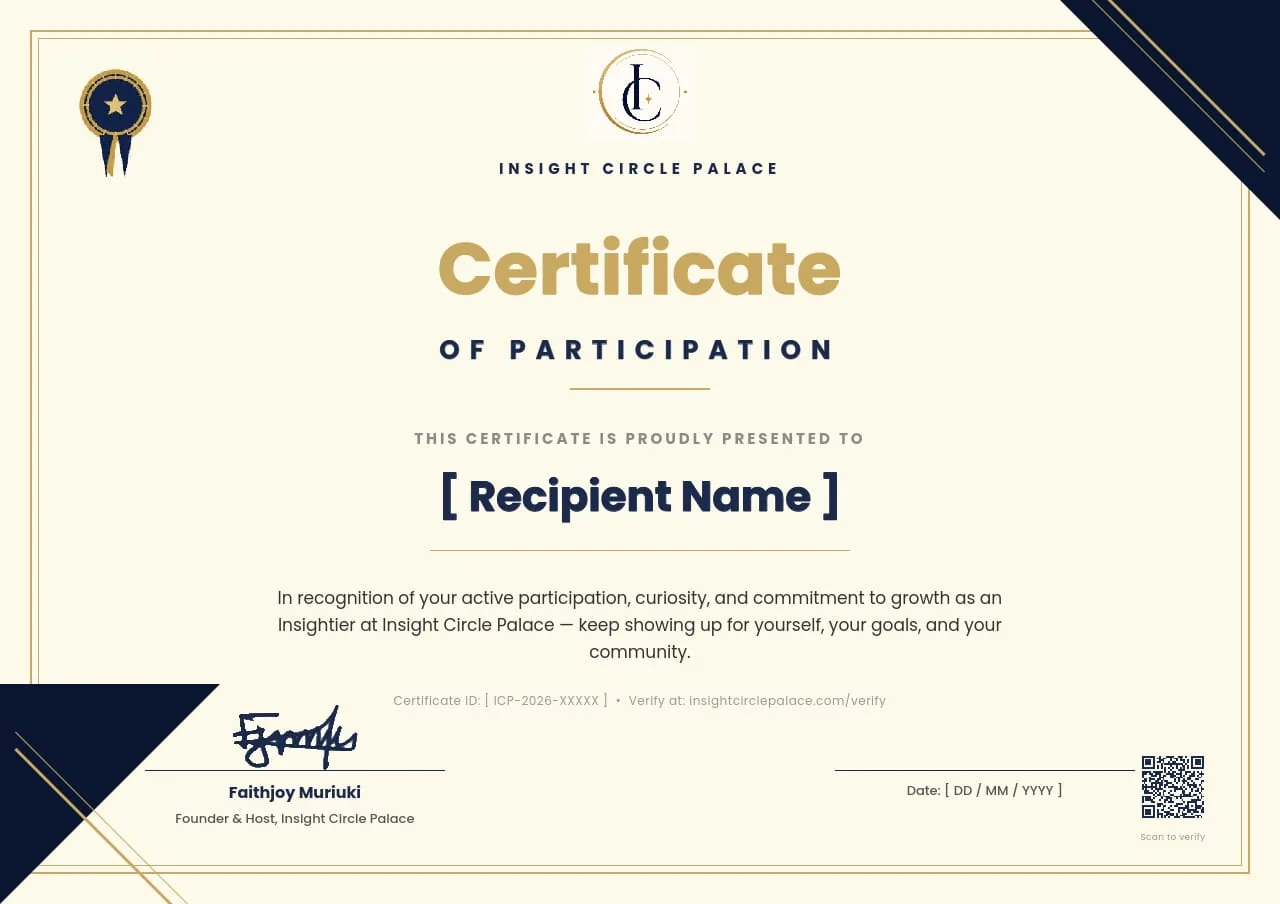 INSIGHT CIRCLE PALACE
Certificate
OF PARTICIPATION
THIS CERTIFICATE IS PROUDLY PRESENTED TO
[ Recipient Name ]
In recognition of your active participation, curiosity, and commitment to growth as an
Insightier at Insight Circle Palace — keep showing up for yourself, your goals, and your
community.
Certificate ID: [ ICP-2026-XXXXX ] • Verify at: insightcirclepalace.com/verify
Faithjoy Muriuki
Founder & Host, Insight Circle Palace
Date: [ DD / MM / YYYY ]
Scan to verify